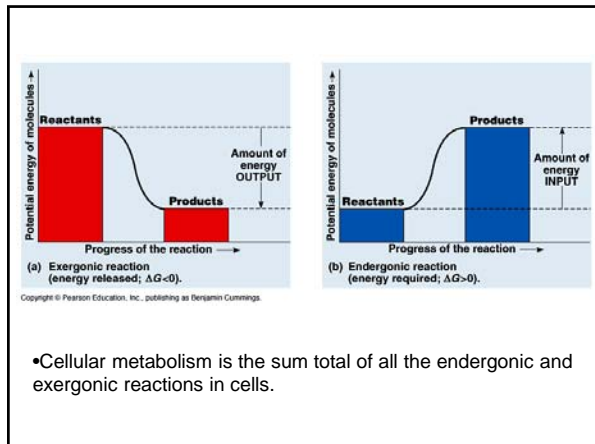 Potential energy of molecules →
Reactants
Amount of
energy
OUTPUT
Products
Progress of the reaction →
(a) Exergonic reaction
(energy released; ΔG<0).
Potential energy of molecules →
Products
Amount of
energy
INPUT
Reactants
Progress of the reaction →
(b) Endergonic reaction
(energy required; ΔG>0).
Copyright © Pearson Education, Inc., publishing as Benjamin Cummings.
•Cellular metabolism is the sum total of all the endergonic and
exergonic reactions in cells.